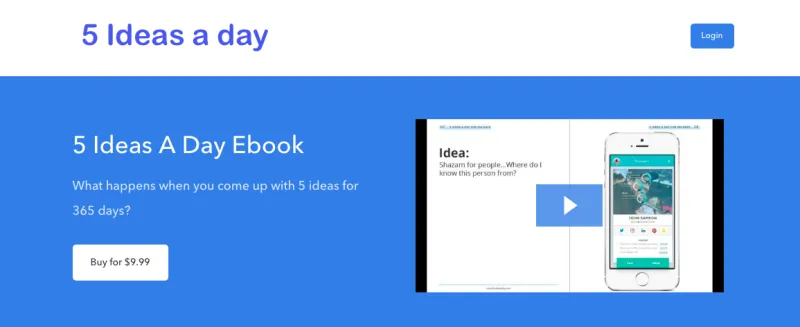 5 Ideas a day
Login
5 Ideas A Day Ebook
What happens when you come up with 5 ideas for
365 days?
Buy for $9.99
Idea:
Shazam for people...Where do I
know this person from?